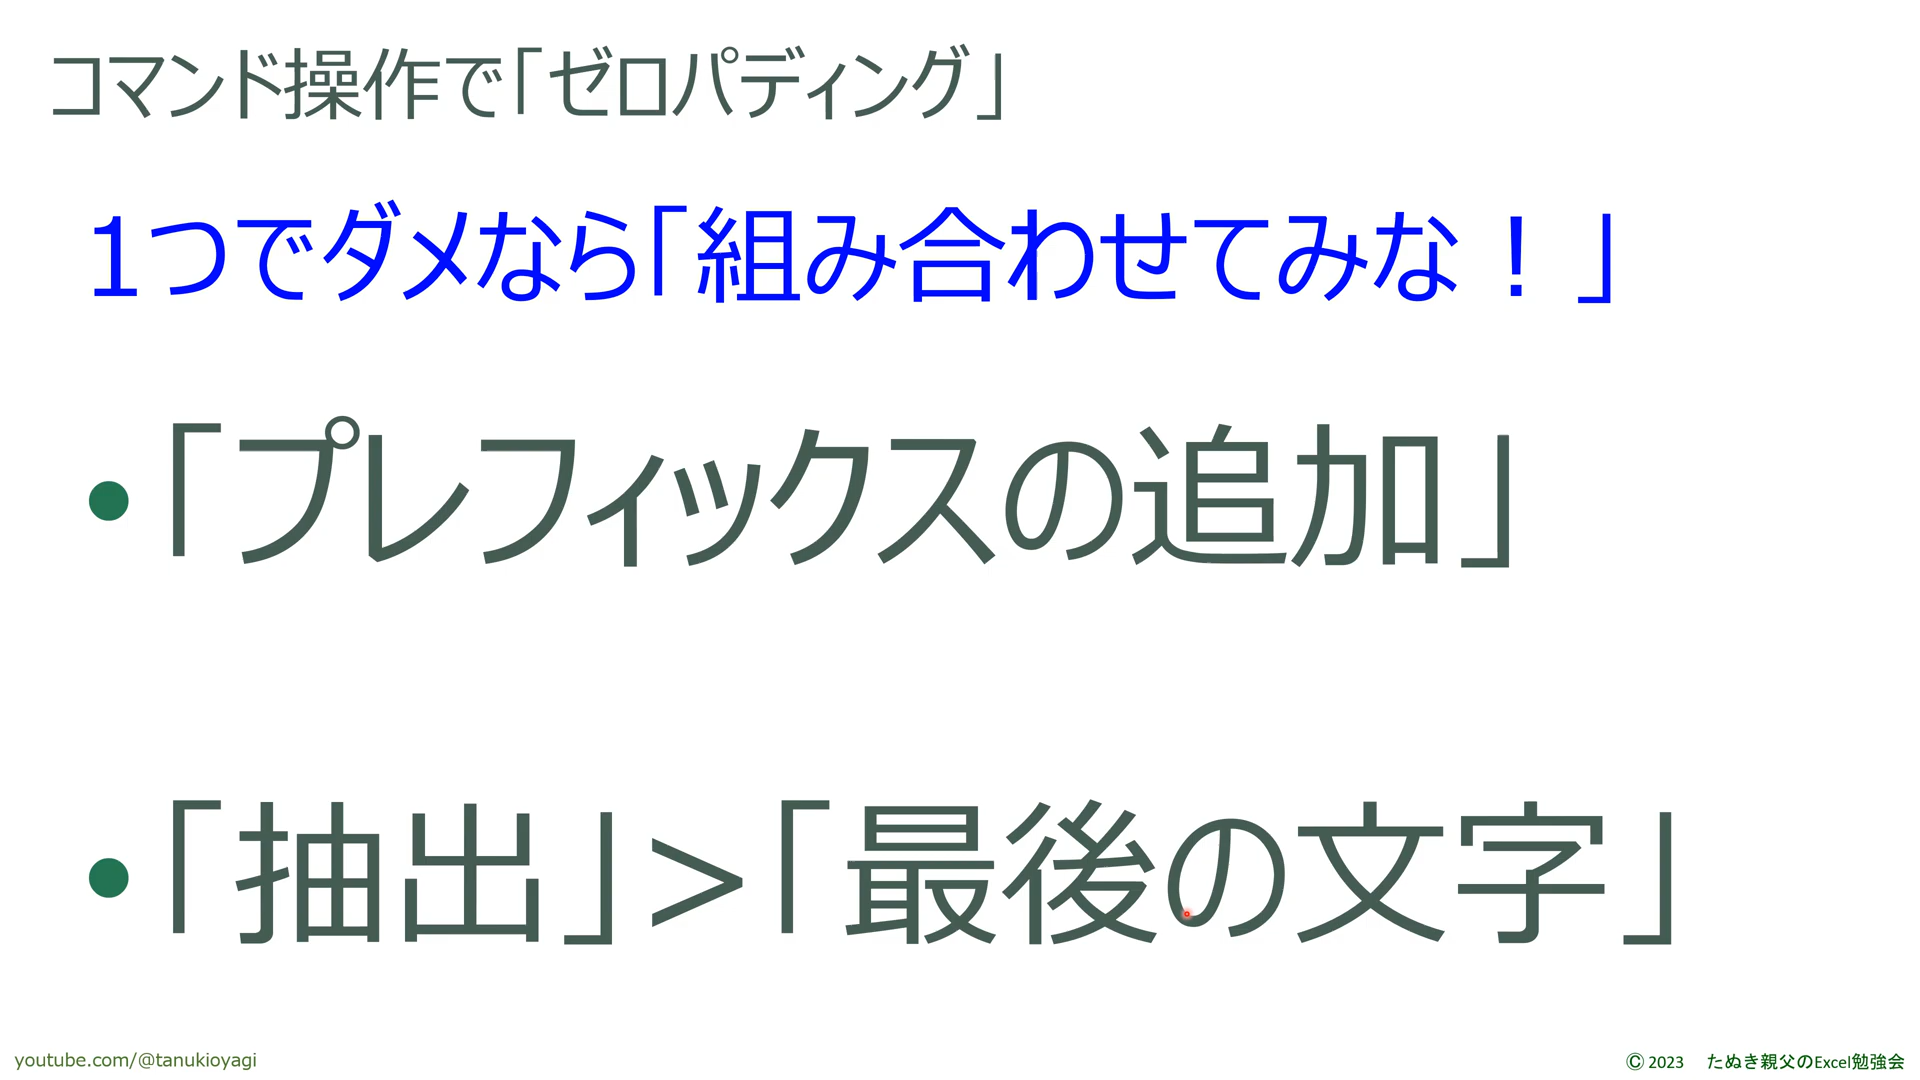 コマンド操作で「ゼロパディング」
1つでダメなら「組み合わせてみな！」
•「プレフィックスの追加」
•「抽出」>「最後の文字」
youtube.com/@tanukioyagi
© 2023 たぬき親父のExcel勉強会